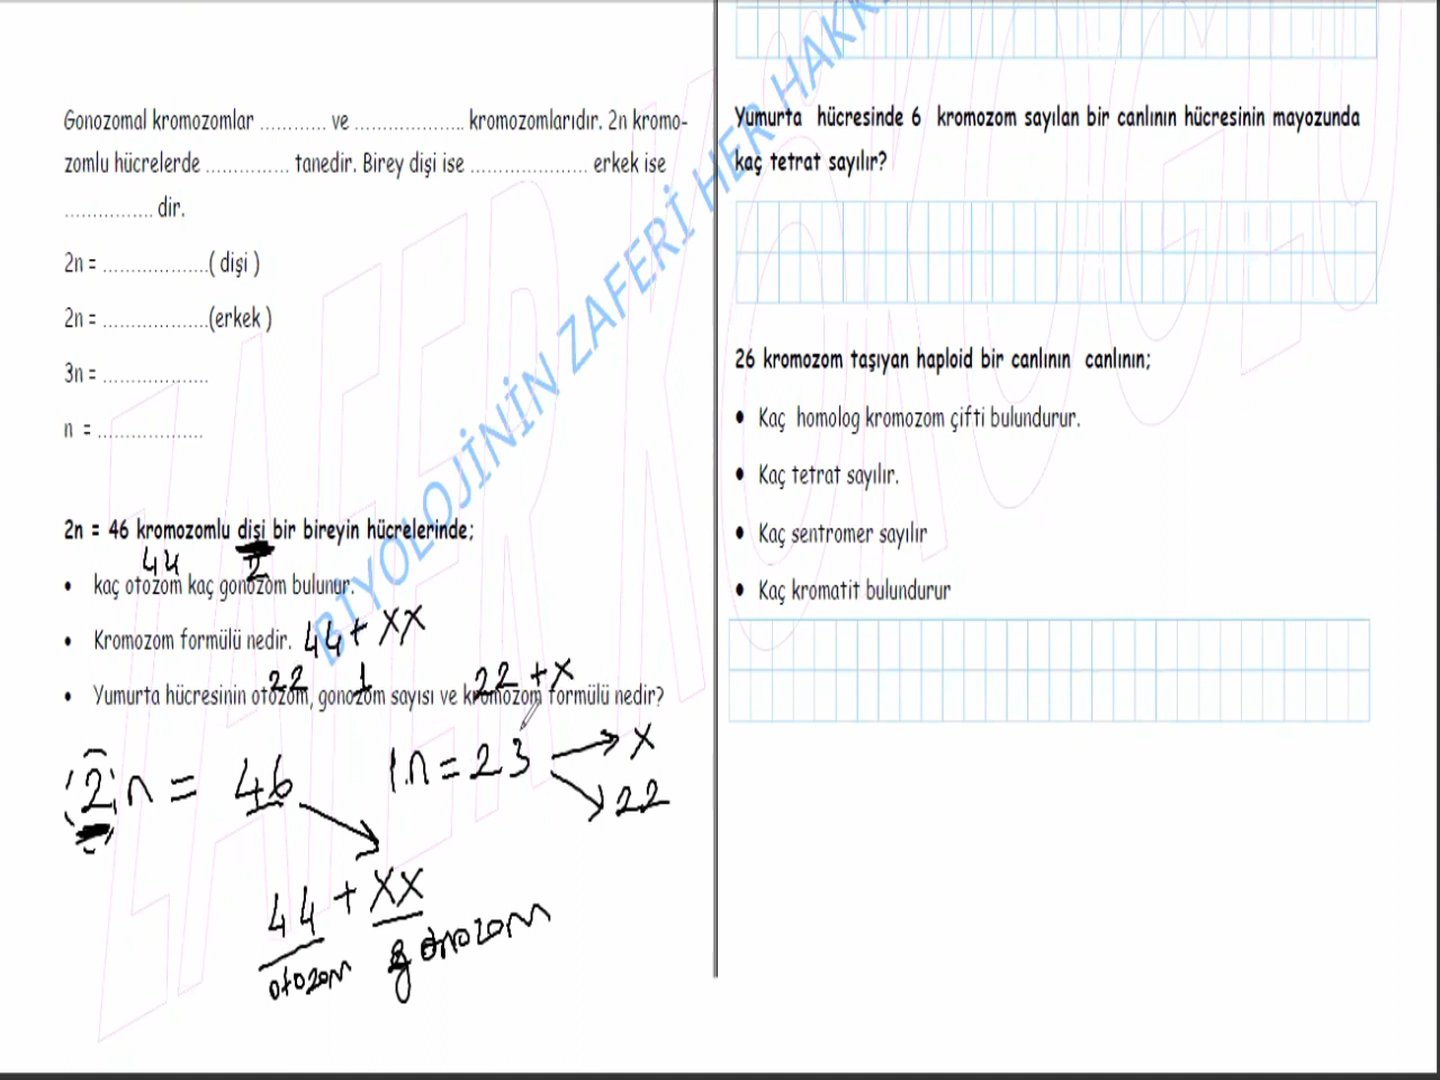 Gonozomal kromozomlar ............ ve .................... kromozomlarıdır. 2n kromo-
zomlu hücrelerde ............... tanedir. Birey dişi ise ..................... erkek ise
................ dir.
2n = ...................( dişi )
2n = ...................(erkek )
3n = ...................
n = ...................
2n = 46 kromozomlu dişi bir bireyin hücrelerinde;
44 2
• kaç otozom kaç gonozom bulunur.
• Kromozom formülü nedir. 44 + XX
22 1 22 + X
• Yumurta hücresinin otozom, gonozom sayısı ve kromozom formülü nedir?
2n = 46
1n = 23
X
22
44 + XX
otozom gonozom
Yumurta hücresinde 6 kromozom sayılan bir canlının hücresinin mayozunda
kaç tetrat sayılır?
26 kromozom taşıyan haploid bir canlının canlının;
• Kaç homolog kromozom çifti bulundurur.
• Kaç tetrat sayılır.
• Kaç sentromer sayılır
• Kaç kromatit bulundurur
BİYOLOJİNİN ZAFERİ HER HAKK